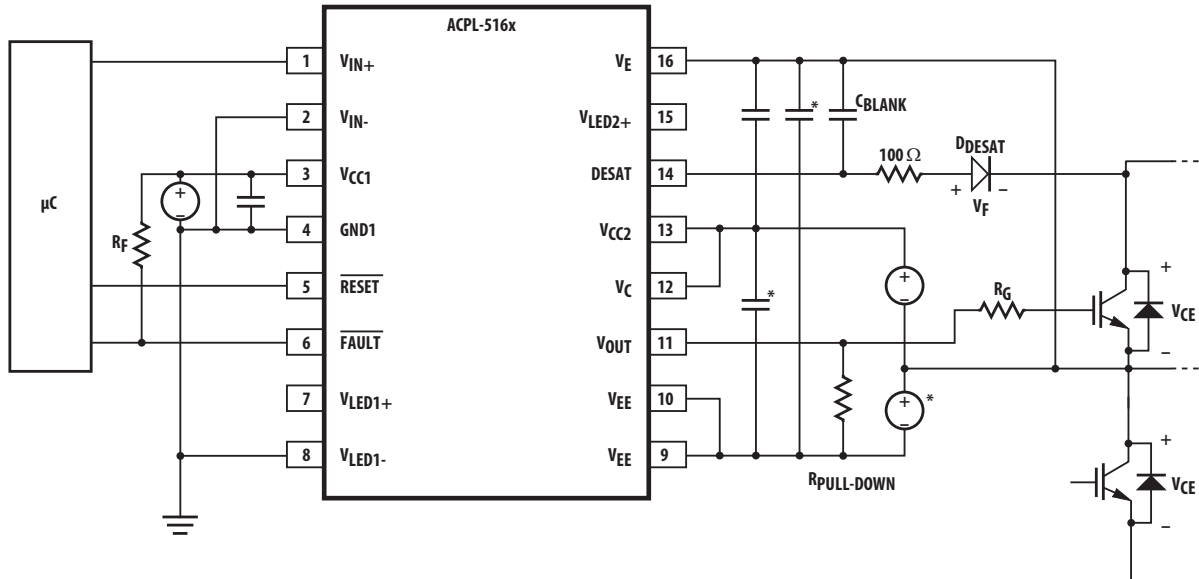 ACPL-516x
µC
1 VIN+
2 VIN-
3 VCC1
4 GND1
5 RESET
6 FAULT
7 VLED1+
8 VLED1-
VE 16
VLED2+ 15
DESAT 14
VCC2 13
VC 12
VOUT 11
VEE 10
VEE 9
RF
+
−
*
CBLANK
100 Ω
DDESAT
+ −
VF
*
+
−
RG
+
VCE
−
+
−
*
RPULL-DOWN
+
VCE
−